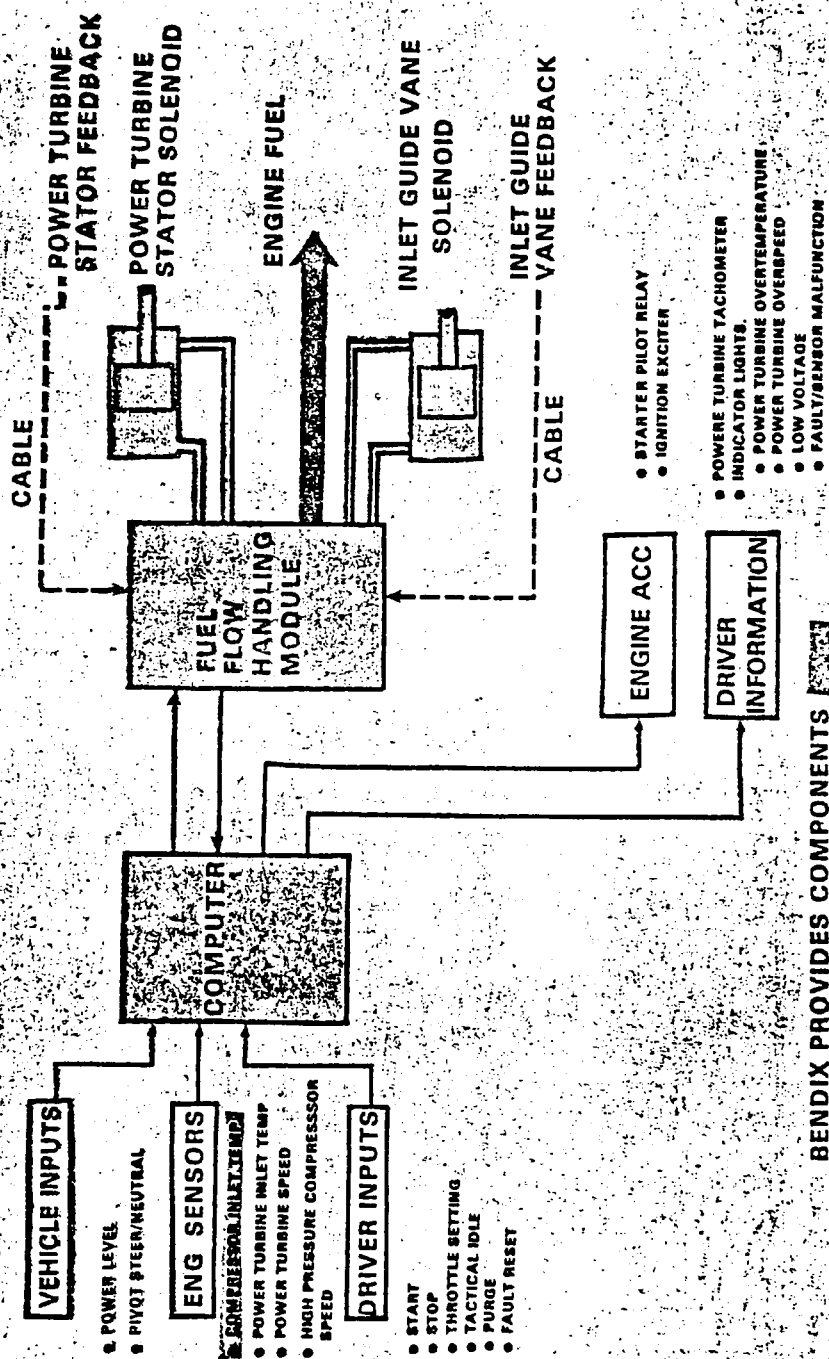 VEHICLE INPUTS
● POWER LEVEL
● PIVOT STEER/NEUTRAL
ENG SENSORS
● COMPRESSOR INLET TEMP
● POWER TURBINE INLET TEMP
● POWER TURBINE SPEED
● HIGH PRESSURE COMPRESSSOR
SPEED
DRIVER INPUTS
● START
● STOP
● THROTTLE SETTING
● TACTICAL IDLE
● PURGE
● FAULT RESET
COMPUTER
FUEL
FLOW
HANDLING
MODULE
CABLE
POWER TURBINE
STATOR FEEDBACK
POWER TURBINE
STATOR SOLENOID
ENGINE FUEL
INLET GUIDE VANE
SOLENOID
INLET GUIDE
VANE FEEDBACK
CABLE
ENGINE ACC
● STARTER PILOT RELAY
● IGNITION EXCITER
DRIVER
INFORMATION
● POWERE TURBINE TACHOMETER
● INDICATOR LIGHTS.
● POWER TURBINE OVERTEMPERATURE
● POWER TURBINE OVERSPEED
● LOW VOLTAGE
● FAULT/SENSOR MALFUNCTION
BENDIX PROVIDES COMPONENTS